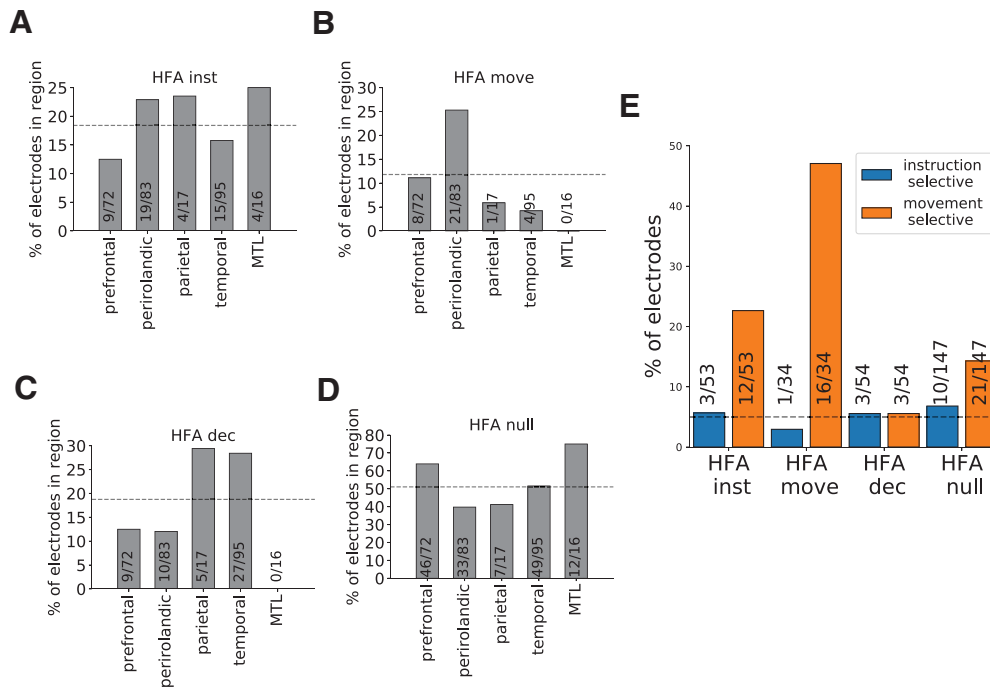 A
HFA inst
% of electrodes in region
25
20
15
10
5
0
9/72
19/83
4/17
15/95
4/16
prefrontal
perirolandic
parietal
temporal
MTL
B
HFA move
% of electrodes in region
30
25
20
15
10
5
0
8/72
21/83
1/17
4/95
0/16
prefrontal
perirolandic
parietal
temporal
MTL
C
HFA dec
% of electrodes in region
30
25
20
15
10
5
0
9/72
10/83
5/17
27/95
0/16
prefrontal
perirolandic
parietal
temporal
MTL
D
HFA null
% of electrodes in region
80
70
60
50
40
30
20
10
0
46/72
33/83
7/17
49/95
12/16
prefrontal
perirolandic
parietal
temporal
MTL
E
instruction
selective
movement
selective
% of electrodes
50
40
30
20
10
0
3/53
12/53
1/34
16/34
3/54
3/54
10/147
21/147
HFA
inst
HFA
move
HFA
dec
HFA
null